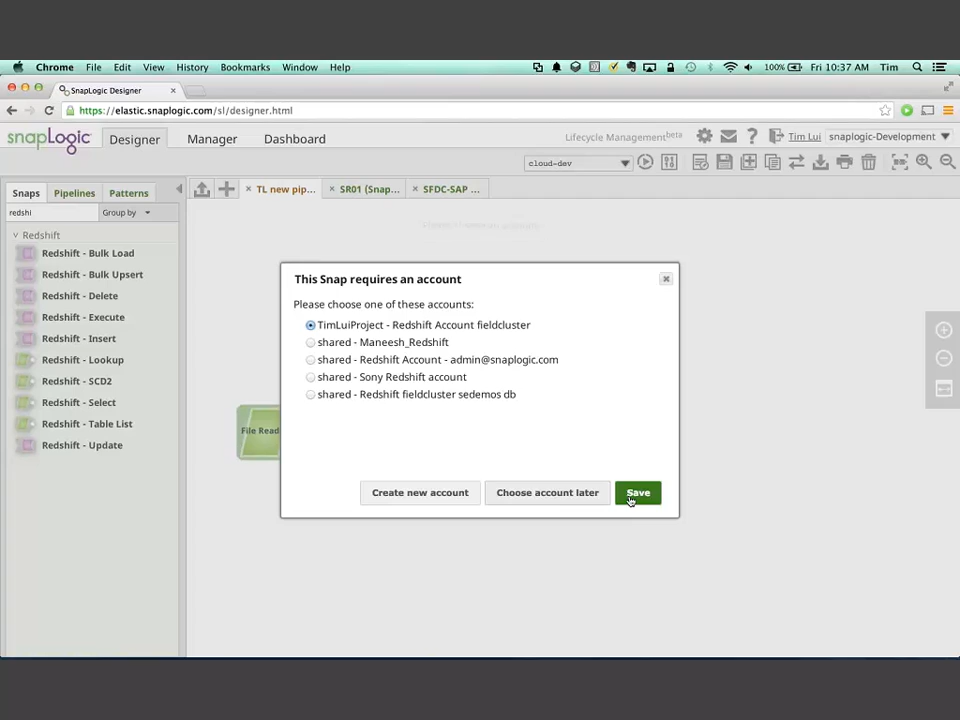 Chrome File Edit View History Bookmarks Window Help 100% Fri 10:37 AM Tim
SnapLogic Designer
https://elastic.snaplogic.com/sl/designer.html
snapLogic Designer Manager Dashboard Lifecycle Management beta Tim Lui snaplogic-Development
cloud-dev
Snaps Pipelines Patterns TL new pip... SR01 (Snap... SFDC-SAP ...
redshi Group by
Redshift
Redshift - Bulk Load
Redshift - Bulk Upsert
Redshift - Delete
Redshift - Execute
Redshift - Insert
Redshift - Lookup
Redshift - SCD2
Redshift - Select
Redshift - Table List
Redshift - Update
File Read
This Snap requires an account
Please choose one of these accounts:
TimLuiProject - Redshift Account fieldcluster
shared - Maneesh_Redshift
shared - Redshift Account - admin@snaplogic.com
shared - Sony Redshift account
shared - Redshift fieldcluster sedemos db
Create new account Choose account later Save